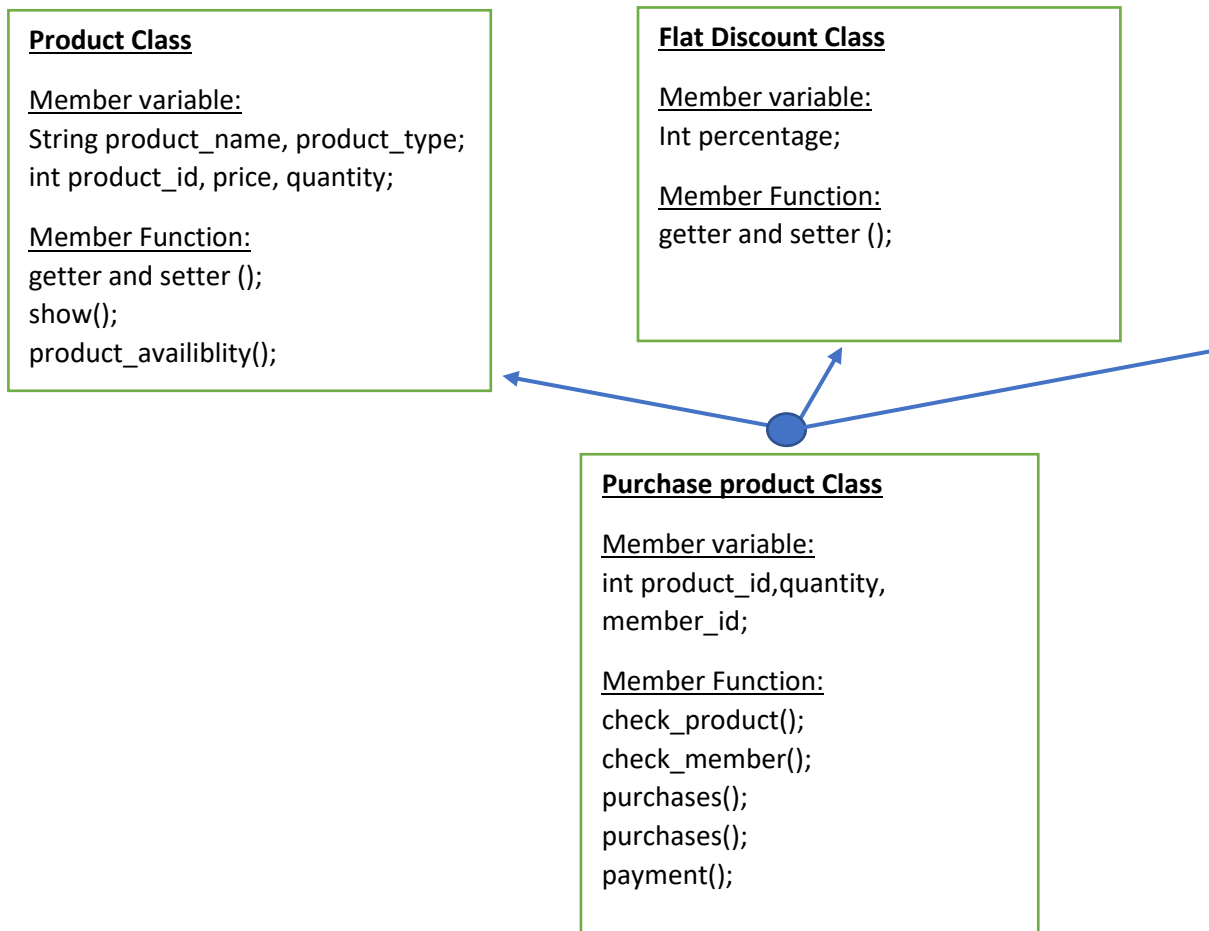 Product Class
Member variable:
String product_name, product_type;
int product_id, price, quantity;
Member Function:
getter and setter ();
show();
product_availiblity();
Flat Discount Class
Member variable:
Int percentage;
Member Function:
getter and setter ();
Purchase product Class
Member variable:
int product_id,quantity,
member_id;
Member Function:
check_product();
check_member();
purchases();
purchases();
payment();